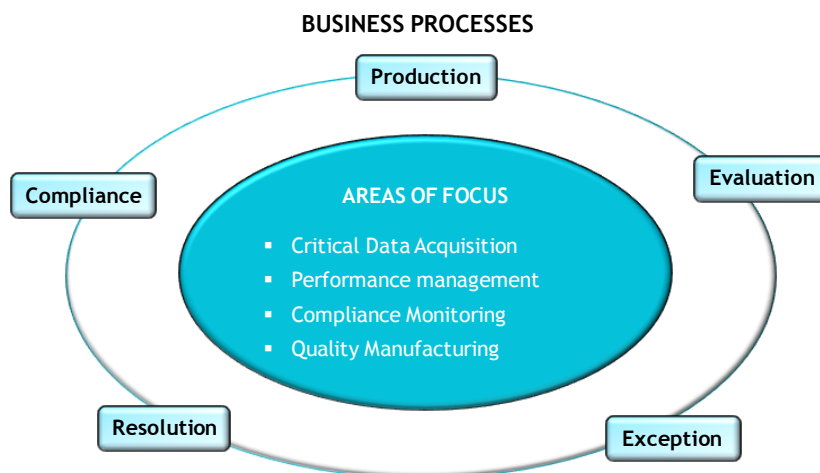 BUSINESS PROCESSES
Production
Compliance
Evaluation
AREAS OF FOCUS
▪ Critical Data Acquisition
▪ Performance management
▪ Compliance Monitoring
▪ Quality Manufacturing
Resolution
Exception